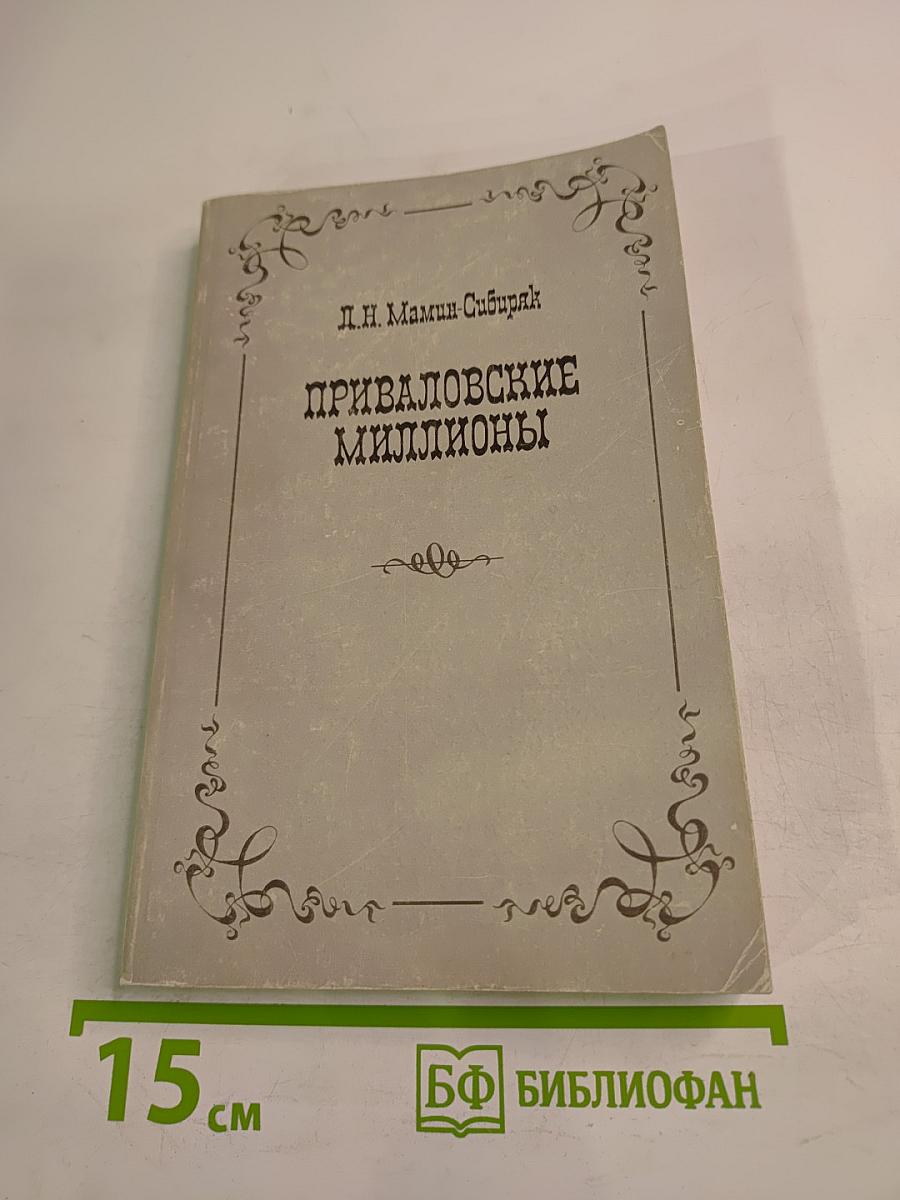 Д.Н. Мамин-Сибиряк
ПРИВАЛОВСКИЕ
МИЛЛИОНЫ
15 см
БФ БИБЛИОФАН